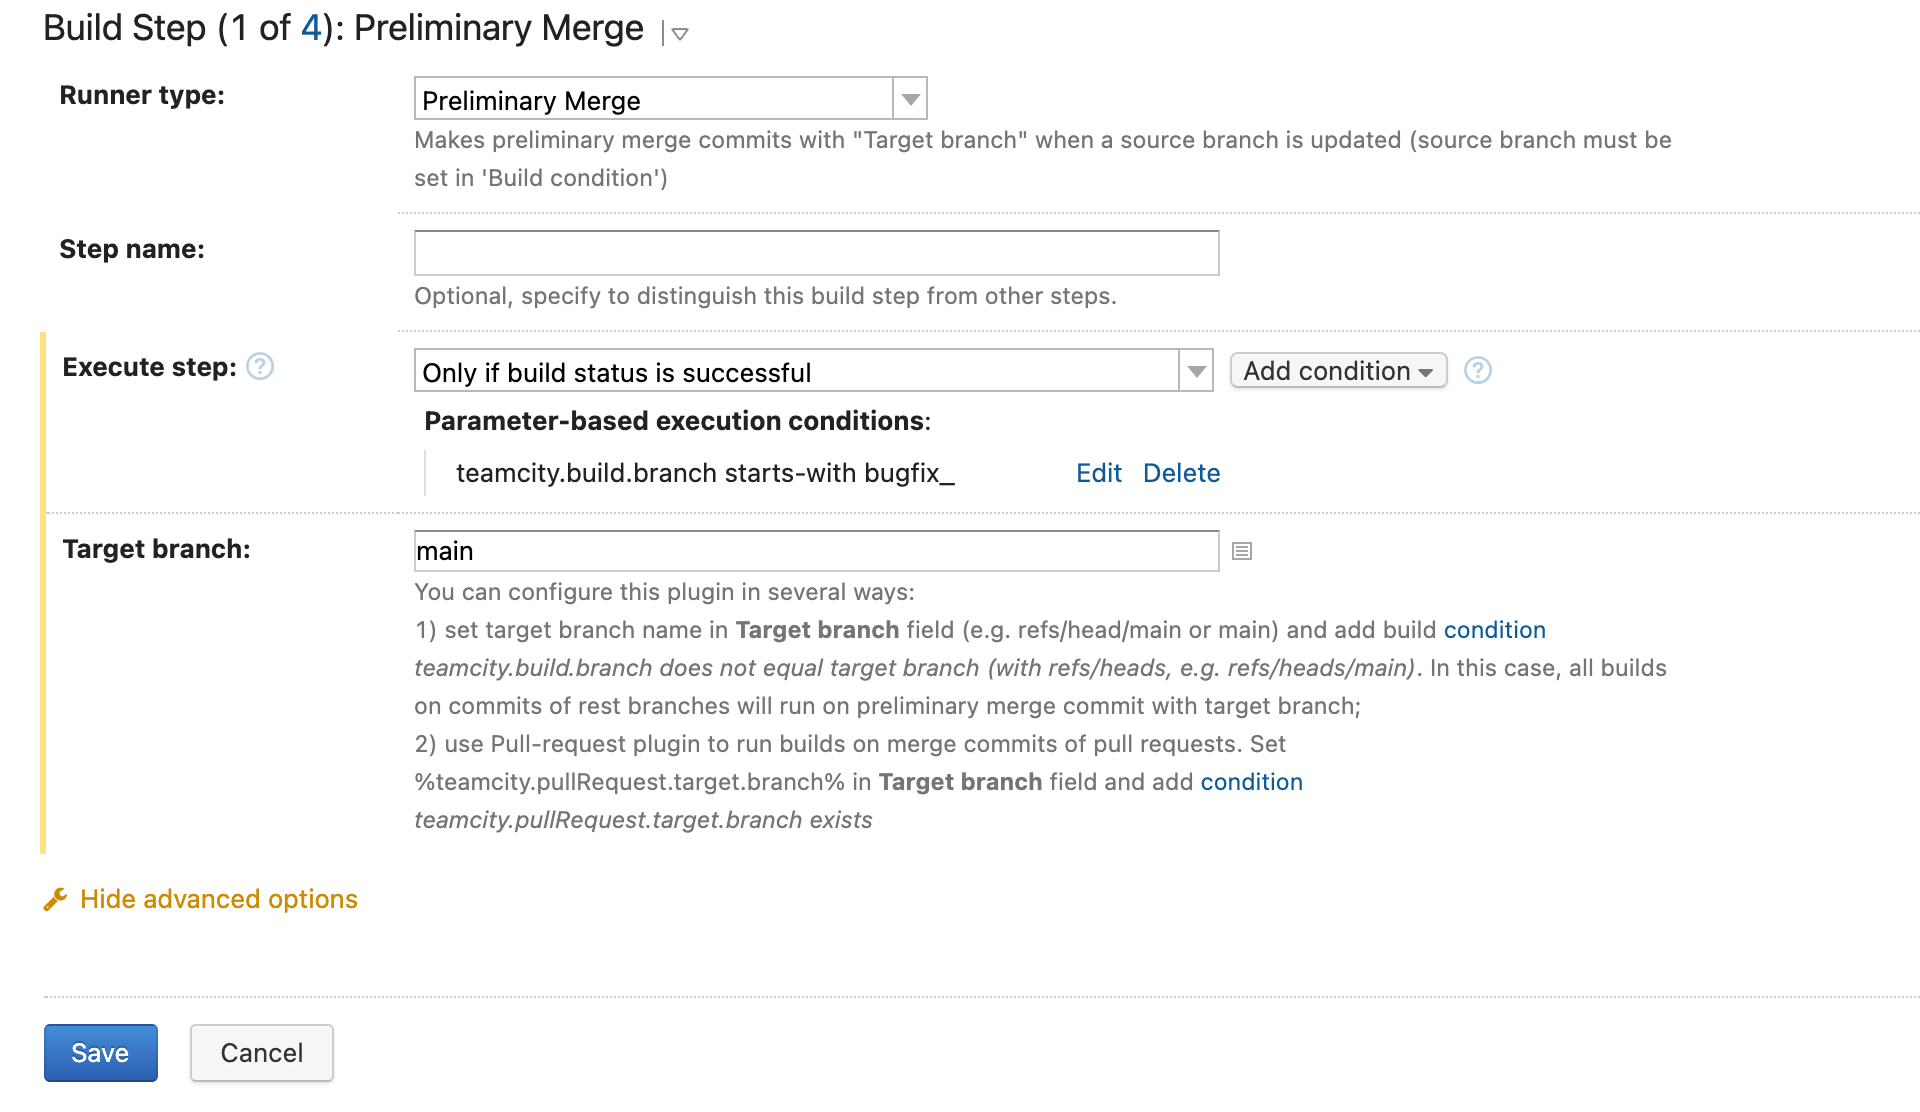 Build Step (1 of 4): Preliminary Merge
Runner type:
Preliminary Merge
Makes preliminary merge commits with "Target branch" when a source branch is updated (source branch must be
set in 'Build condition')
Step name:
Optional, specify to distinguish this build step from other steps.
Execute step: ?
Only if build status is successful
Add condition
?
Parameter-based execution conditions:
teamcity.build.branch starts-with bugfix_ Edit Delete
Target branch:
main
You can configure this plugin in several ways:
1) set target branch name in Target branch field (e.g. refs/head/main or main) and add build condition
teamcity.build.branch does not equal target branch (with refs/heads, e.g. refs/heads/main). In this case, all builds
on commits of rest branches will run on preliminary merge commit with target branch;
2) use Pull-request plugin to run builds on merge commits of pull requests. Set
%teamcity.pullRequest.target.branch% in Target branch field and add condition
teamcity.pullRequest.target.branch exists
Hide advanced options
Save
Cancel